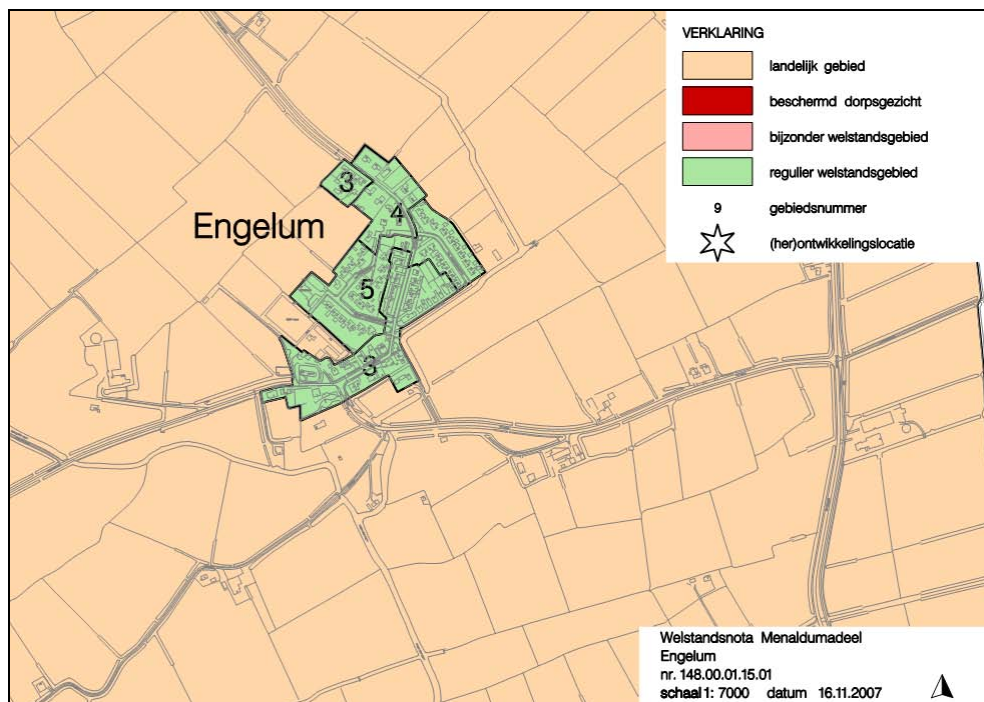 VERKLARING
landelijk gebied
beschermd dorpsgezicht
bijzonder welstandsgebied
regulier welstandsgebied
9 gebiedsnummer
(her)ontwikkelingslocatie
3
4
Engelum
5
3
Welstandsnota Menaldumadeel
Engelum
nr. 148.00.01.15.01
schaal 1: 7000 datum 16.11.2007